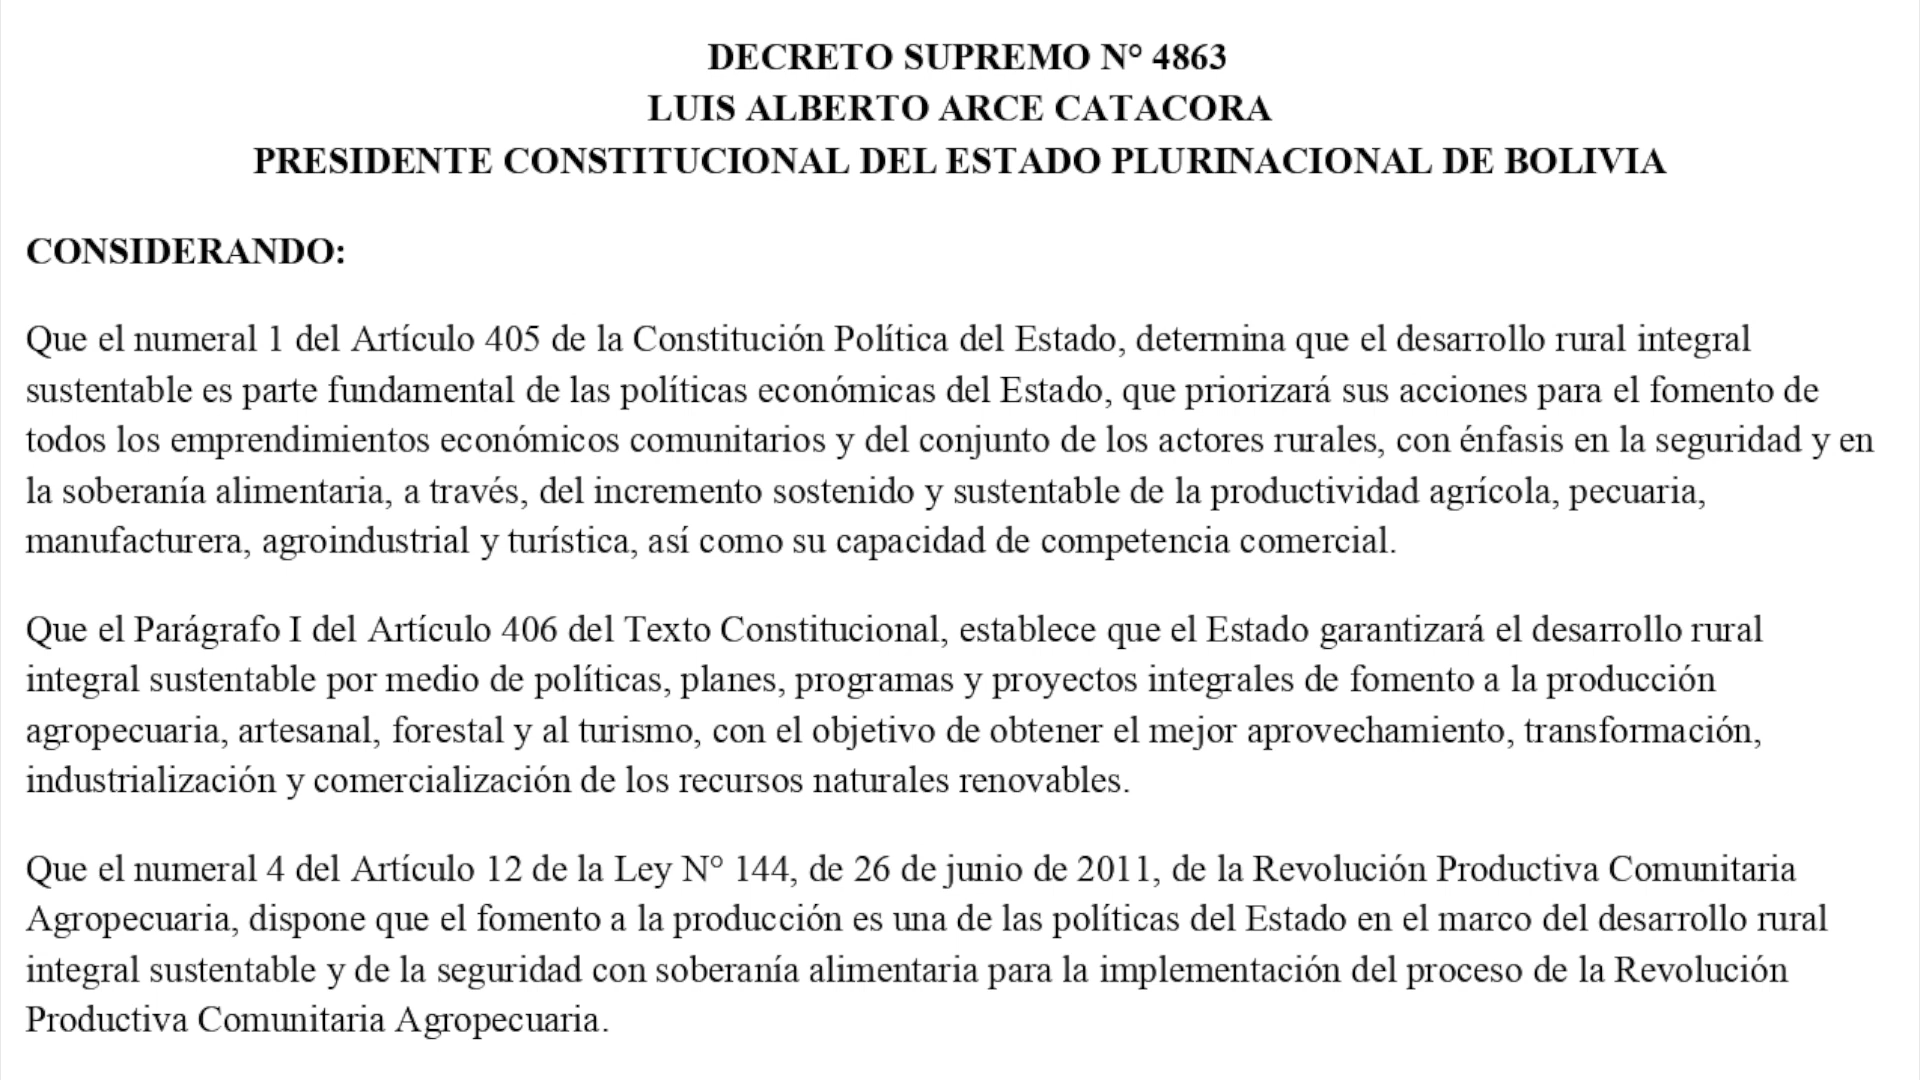 DECRETO SUPREMO N° 4863
LUIS ALBERTO ARCE CATACORA
PRESIDENTE CONSTITUCIONAL DEL ESTADO PLURINACIONAL DE BOLIVIA
CONSIDERANDO:
Que el numeral 1 del Artículo 405 de la Constitución Política del Estado, determina que el desarrollo rural integral
sustentable es parte fundamental de las políticas económicas del Estado, que priorizará sus acciones para el fomento de
todos los emprendimientos económicos comunitarios y del conjunto de los actores rurales, con énfasis en la seguridad y en
la soberanía alimentaria, a través, del incremento sostenido y sustentable de la productividad agrícola, pecuaria,
manufacturera, agroindustrial y turística, así como su capacidad de competencia comercial.
Que el Parágrafo I del Artículo 406 del Texto Constitucional, establece que el Estado garantizará el desarrollo rural
integral sustentable por medio de políticas, planes, programas y proyectos integrales de fomento a la producción
agropecuaria, artesanal, forestal y al turismo, con el objetivo de obtener el mejor aprovechamiento, transformación,
industrialización y comercialización de los recursos naturales renovables.
Que el numeral 4 del Artículo 12 de la Ley N° 144, de 26 de junio de 2011, de la Revolución Productiva Comunitaria
Agropecuaria, dispone que el fomento a la producción es una de las políticas del Estado en el marco del desarrollo rural
integral sustentable y de la seguridad con soberanía alimentaria para la implementación del proceso de la Revolución
Productiva Comunitaria Agropecuaria.